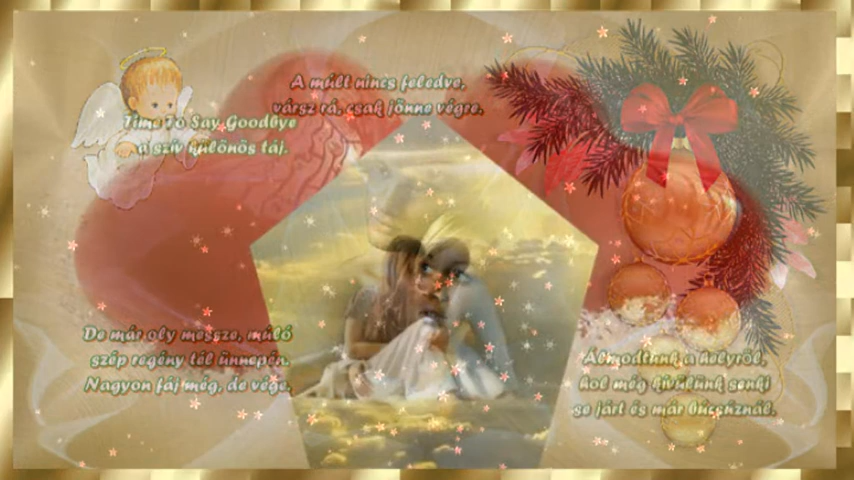 A múlt nincs feledve,
vársz rá, csak jönne végre.
Time To Say Goodbye
a szív különös táj.
De már oly messze, múló
szép regény tél ünnepén.
Nagyon fáj még, de vége.
Álmodtunk a helyről,
hol még kívülünk senki
se járt és már búcsúznál.